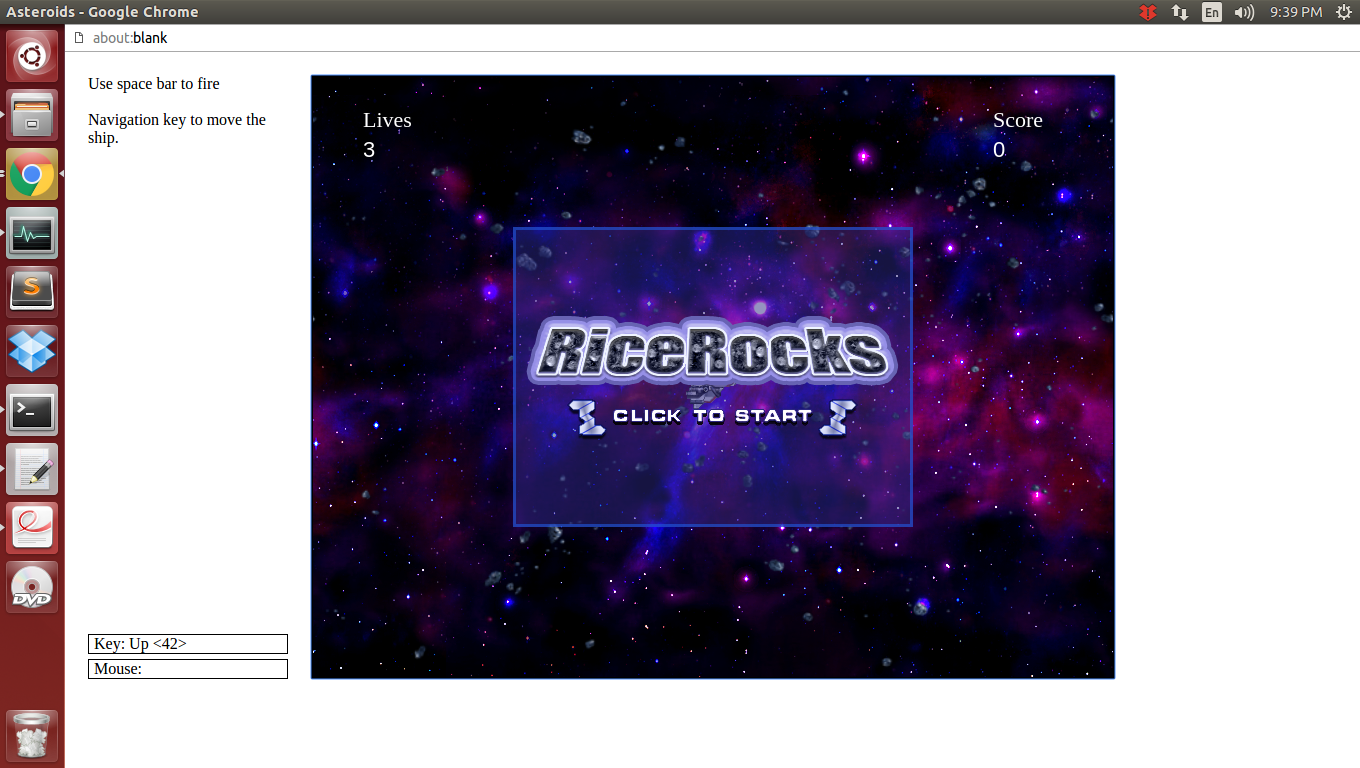 Asteroids - Google Chrome
En
9:39 PM
about:blank
Use space bar to fire
Navigation key to move the
ship.
Lives
3
Score
0
RiceRocks
CLICK TO START
S
>_
DVD
Key: Up <42>
Mouse: